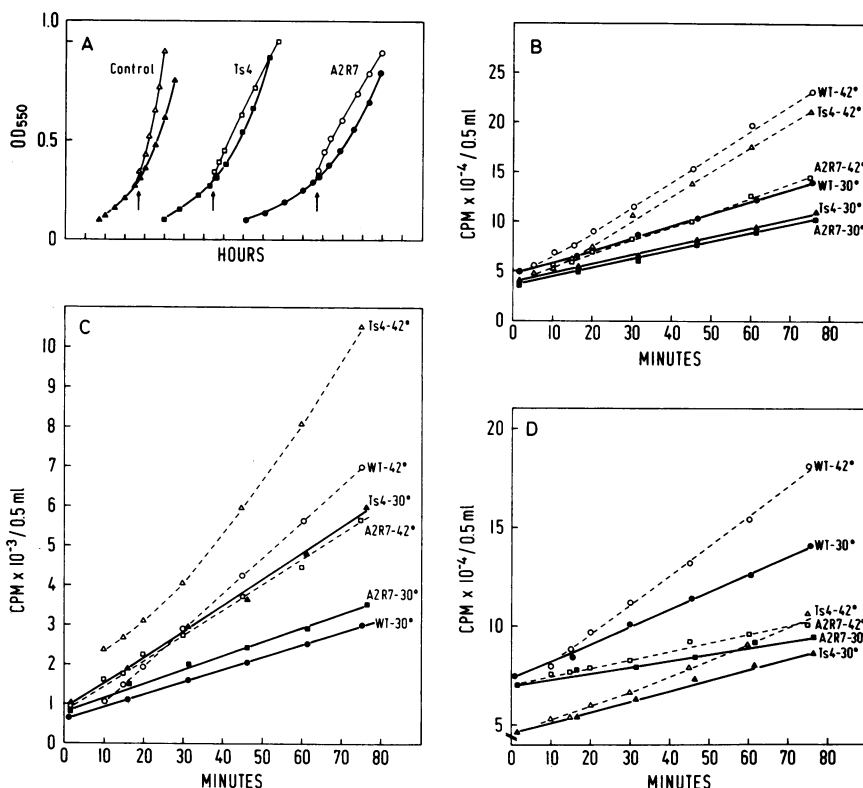 A
1.0
0.5
0
OD550
HOURS
Control
Ts4
A2R7
B
CPM x 10-4 / 0.5 ml
25
20
15
10
5
0
WT-42°
Ts4-42°
A2R7-42°
WT-30°
Ts4-30°
A2R7-30°
0 10 20 30 40 50 60 70 80
MINUTES
C
CPM x 10-3 / 0.5 ml
10
9
8
7
6
5
4
3
2
1
0
Ts4-42°
WT-42°
Ts4-30°
A2R7-42°
A2R7-30°
WT-30°
0 10 20 30 40 50 60 70 80
MINUTES
D
CPM x 10-4 / 0.5 ml
20
15
10
5
WT-42°
WT-30°
Ts4-42°
A2R7-42°
A2R7-30°
Ts4-30°
0 10 20 30 40 50 60 70 80
MINUTES